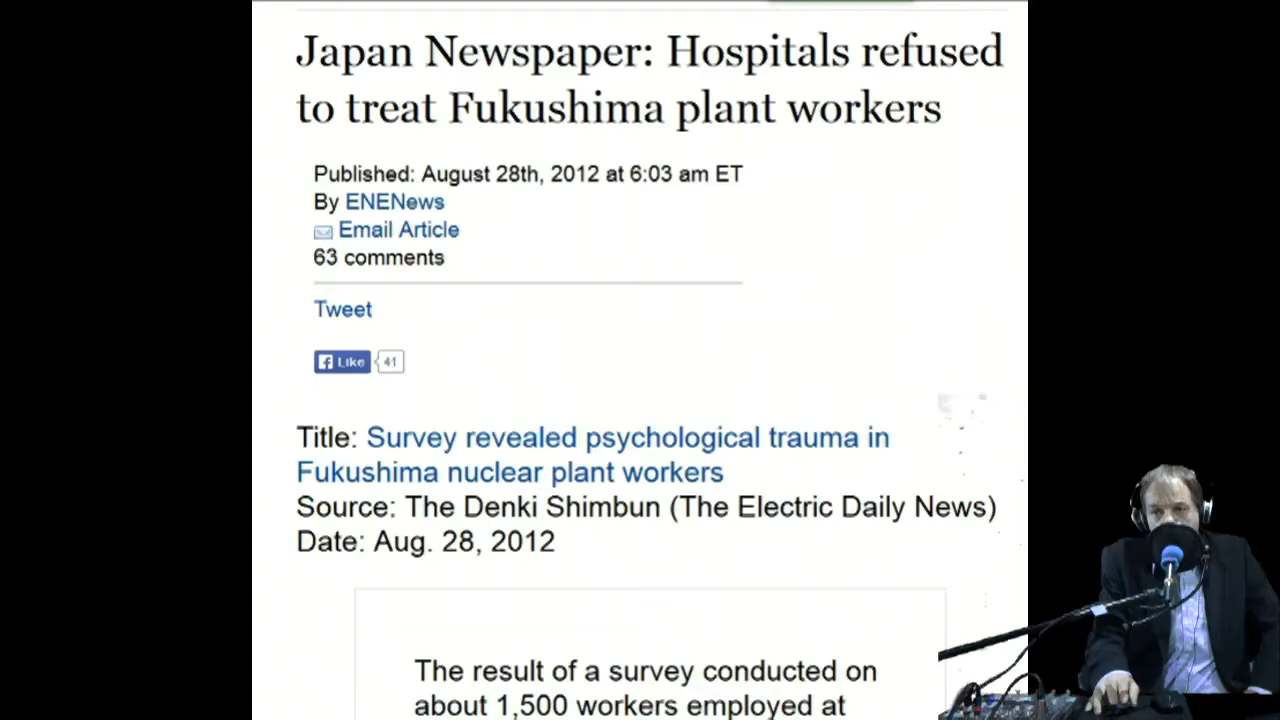 Japan Newspaper: Hospitals refused
to treat Fukushima plant workers
Published: August 28th, 2012 at 6:03 am ET
By ENENews
Email Article
63 comments
Tweet
Like 41
Title: Survey revealed psychological trauma in
Fukushima nuclear plant workers
Source: The Denki Shimbun (The Electric Daily News)
Date: Aug. 28, 2012
The result of a survey conducted on
about 1,500 workers employed at